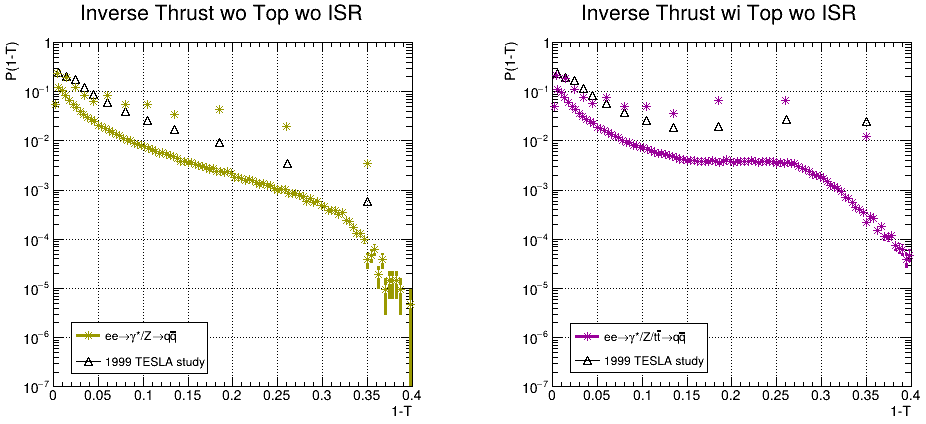 Inverse Thrust wo Top wo ISR
P(1-T)
1
10⁻¹
10⁻²
10⁻³
10⁻⁴
10⁻⁵
10⁻⁶
10⁻⁷
ee→γ*/Z→qq̅
1999 TESLA study
0 0.05 0.1 0.15 0.2 0.25 0.3 0.35 0.4
1-T
Inverse Thrust wi Top wo ISR
P(1-T)
1
10⁻¹
10⁻²
10⁻³
10⁻⁴
10⁻⁵
10⁻⁶
10⁻⁷
ee→γ*/Z/tt̅→qq̅
1999 TESLA study
0 0.05 0.1 0.15 0.2 0.25 0.3 0.35 0.4
1-T